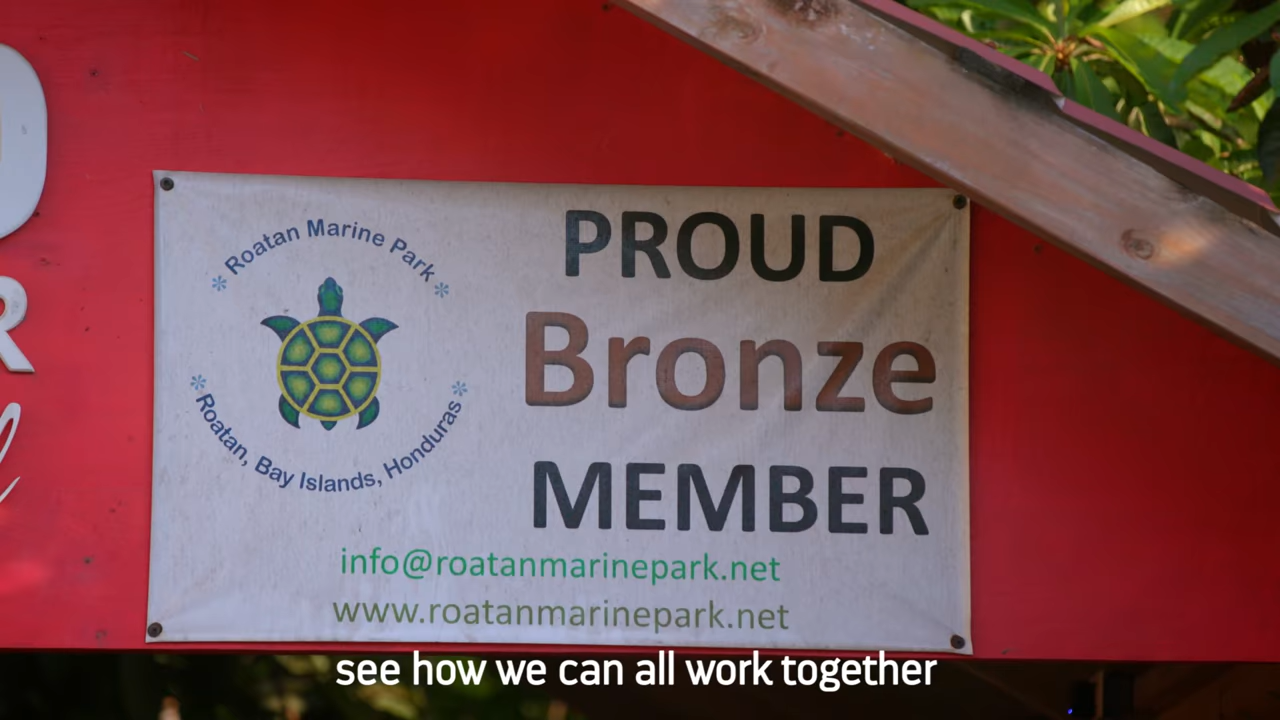 Roatan Marine Park
Roatan, Bay Islands, Honduras
PROUD
Bronze
MEMBER
info@roatanmarinepark.net
www.roatanmarinepark.net
see how we can all work together